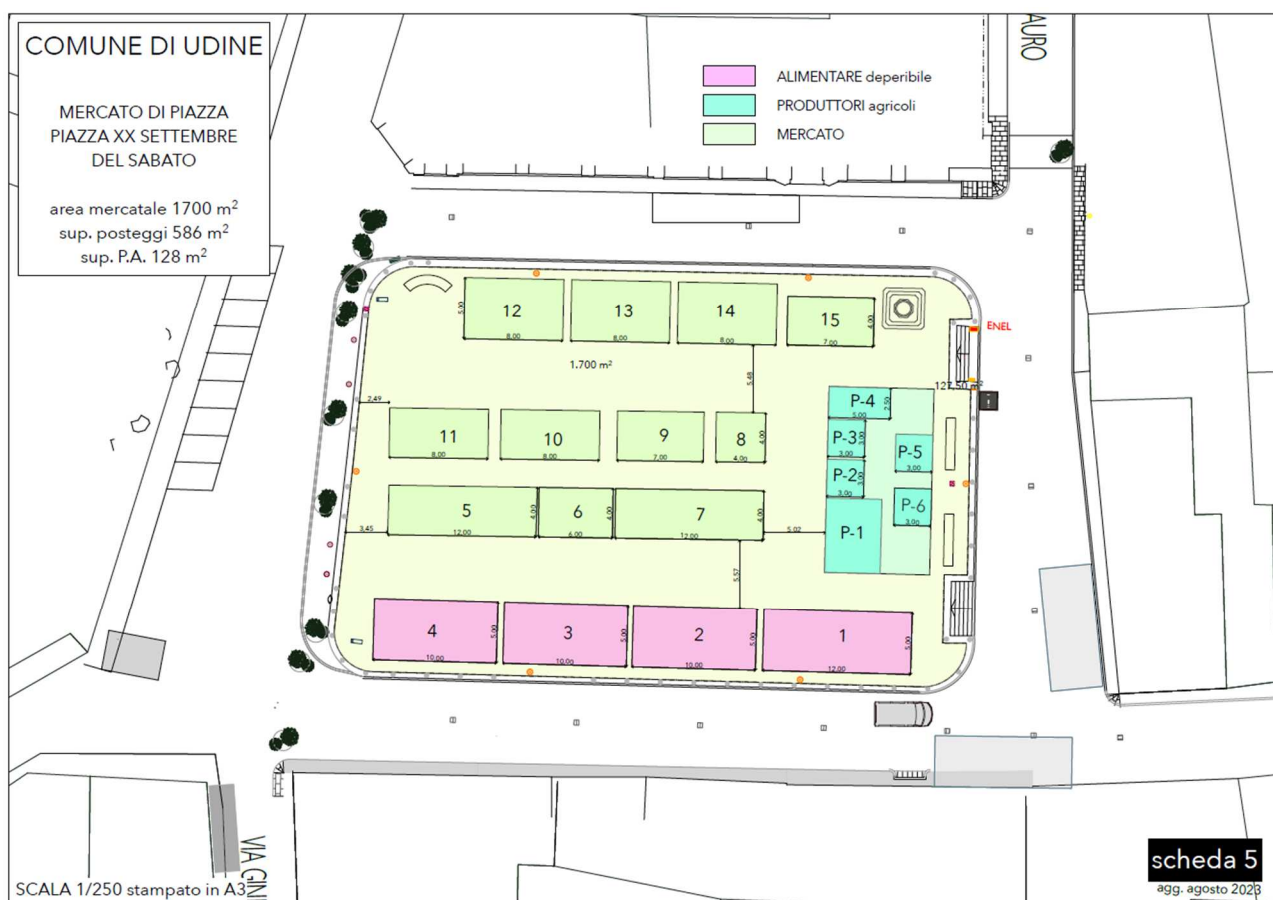 COMUNE DI UDINE
MERCATO DI PIAZZA
PIAZZA XX SETTEMBRE
DEL SABATO
area mercatale 1700 m²
sup. posteggi 586 m²
sup. P.A. 128 m²
ALIMENTARE deperibile
PRODUTTORI agricoli
MERCATO
AURO
12
5.00
8.00
13
8.00
14
8.00
15
4.00
7.00
ENEL
1.700 m²
5.48
127,50 m²
2.49
11
8.00
10
8.00
9
7.00
8
4.00
4.00
P-4
5.00
2.50
P-3
3.00
3.00
P-5
3.00
P-2
3.00
3.00
P-6
3.00
P-1
5
12.00
4.00
6
6.00
4.00
7
12.00
4.00
3.45
5.02
5.57
4
10.00
5.00
3
10.00
5.00
2
10.00
5.00
1
12.00
5.00
VIA GINI
SCALA 1/250 stampato in A3
scheda 5
agg. agosto 2023